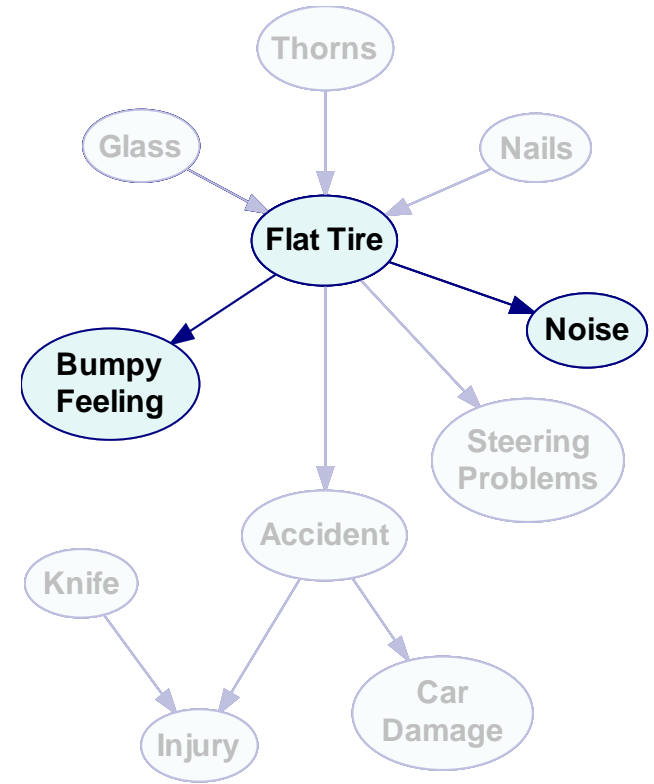 Thorns
Glass
Nails
Flat Tire
Noise
Bumpy
Feeling
Steering
Problems
Accident
Knife
Car
Damage
Injury